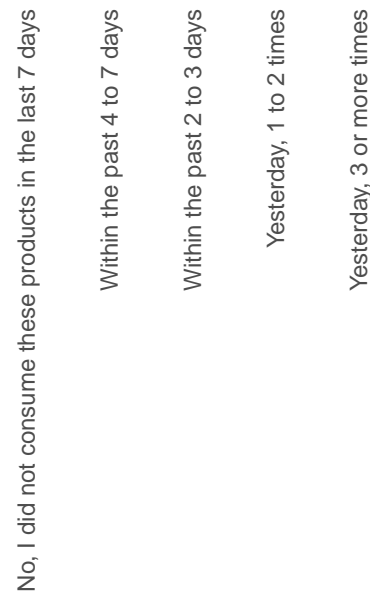 No, I did not consume these products in the last 7 days
Within the past 4 to 7 days
Within the past 2 to 3 days
Yesterday, 1 to 2 times
Yesterday, 3 or more times